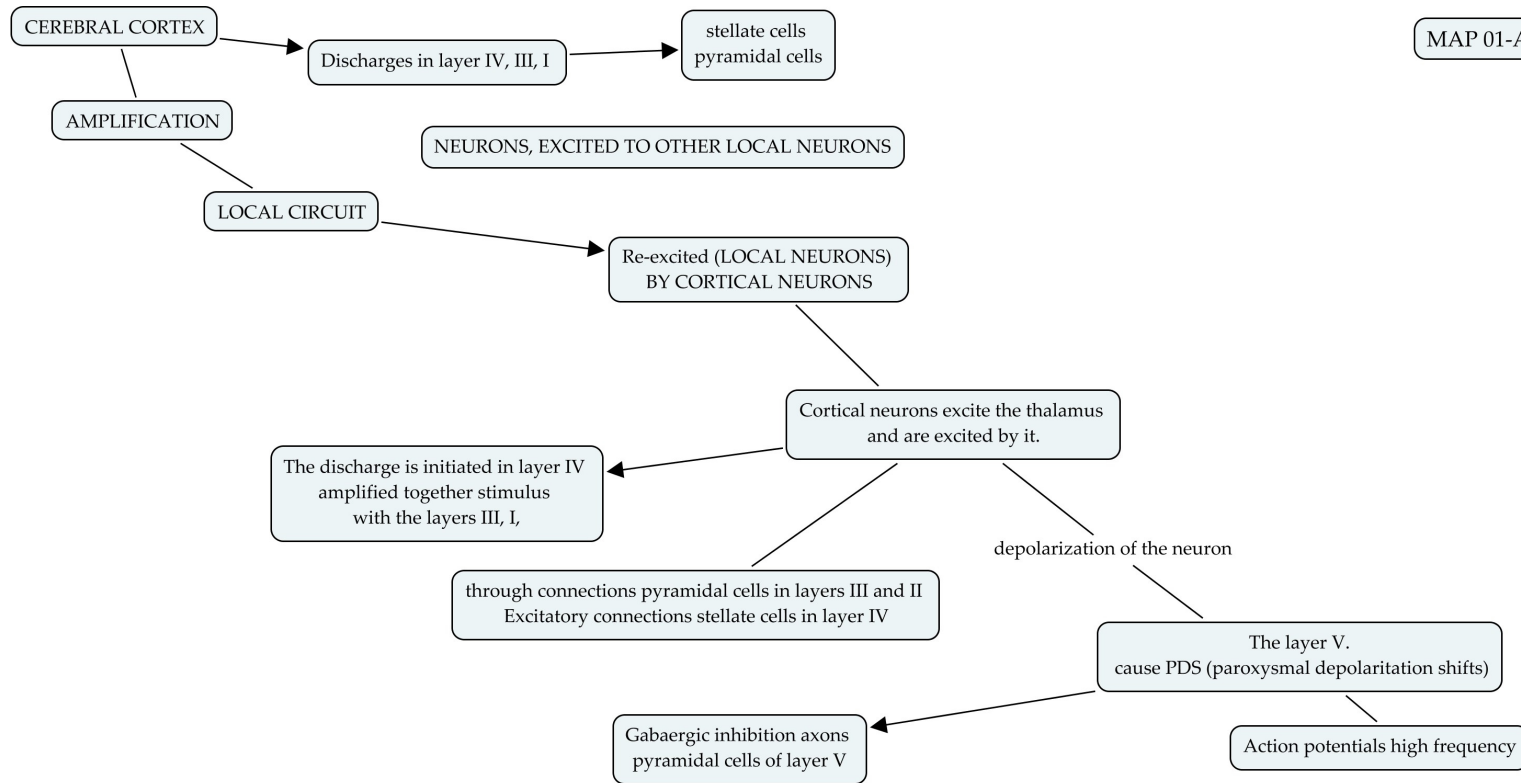 CEREBRAL CORTEX
Discharges in layer IV, III, I
stellate cells
pyramidal cells
MAP 01-A
AMPLIFICATION
NEURONS, EXCITED TO OTHER LOCAL NEURONS
LOCAL CIRCUIT
Re-excited (LOCAL NEURONS)
BY CORTICAL NEURONS
Cortical neurons excite the thalamus
and are excited by it.
The discharge is initiated in layer IV
amplified together stimulus
with the layers III, I,
depolarization of the neuron
through connections pyramidal cells in layers III and II
Excitatory connections stellate cells in layer IV
The layer V.
cause PDS (paroxysmal depolaritation shifts)
Gabaergic inhibition axons
pyramidal cells of layer V
Action potentials high frequency